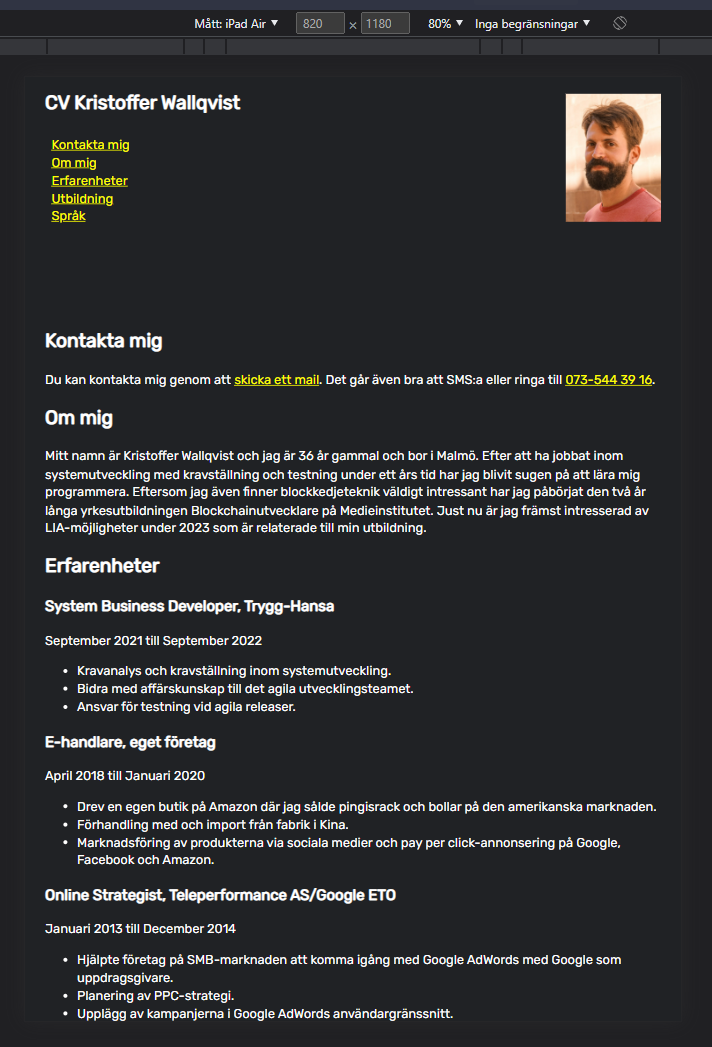 Mått: iPad Air ▼ 820 × 1180 80% ▼ Inga begränsningar ▼
CV Kristoffer Wallqvist
Kontakta mig
Om mig
Erfarenheter
Utbildning
Språk
Kontakta mig
Du kan kontakta mig genom att skicka ett mail. Det går även bra att SMS:a eller ringa till 073-544 39 16.
Om mig
Mitt namn är Kristoffer Wallqvist och jag är 36 år gammal och bor i Malmö. Efter att ha jobbat inom
systemutveckling med kravställning och testning under ett års tid har jag blivit sugen på att lära mig
programmera. Eftersom jag även finner blockkedjeteknik väldigt intressant har jag påbörjat den två år
långa yrkesutbildningen Blockchainutvecklare på Medieinstitutet. Just nu är jag främst intresserad av
LIA-möjligheter under 2023 som är relaterade till min utbildning.
Erfarenheter
System Business Developer, Trygg-Hansa
September 2021 till September 2022
• Kravanalys och kravställning inom systemutveckling.
• Bidra med affärskunskap till det agila utvecklingsteamet.
• Ansvar för testning vid agila releaser.
E-handlare, eget företag
April 2018 till Januari 2020
• Drev en egen butik på Amazon där jag sålde pingisrack och bollar på den amerikanska marknaden.
• Förhandling med och import från fabrik i Kina.
• Marknadsföring av produkterna via sociala medier och pay per click-annonsering på Google,
Facebook och Amazon.
Online Strategist, Teleperformance AS/Google ETO
Januari 2013 till December 2014
• Hjälpte företag på SMB-marknaden att komma igång med Google AdWords med Google som
uppdragsgivare.
• Planering av PPC-strategi.
• Upplägg av kampanjerna i Google AdWords användargränssnitt.